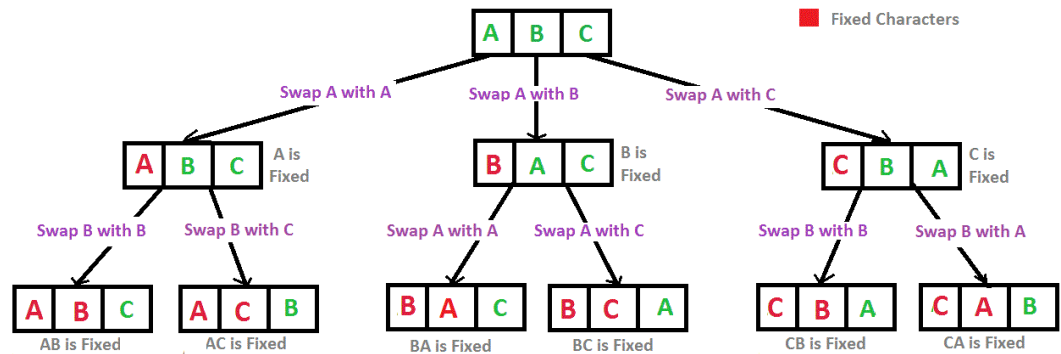 A B C
Fixed Characters
Swap A with A
Swap A with B
Swap A with C
A B C
A is
Fixed
B A C
B is
Fixed
C B A
C is
Fixed
Swap B with B
Swap B with C
Swap A with A
Swap A with C
Swap B with B
Swap B with A
A B C
A C B
B A C
B C A
C B A
C A B
AB is Fixed
AC is Fixed
BA is Fixed
BC is Fixed
CB is Fixed
CA is Fixed